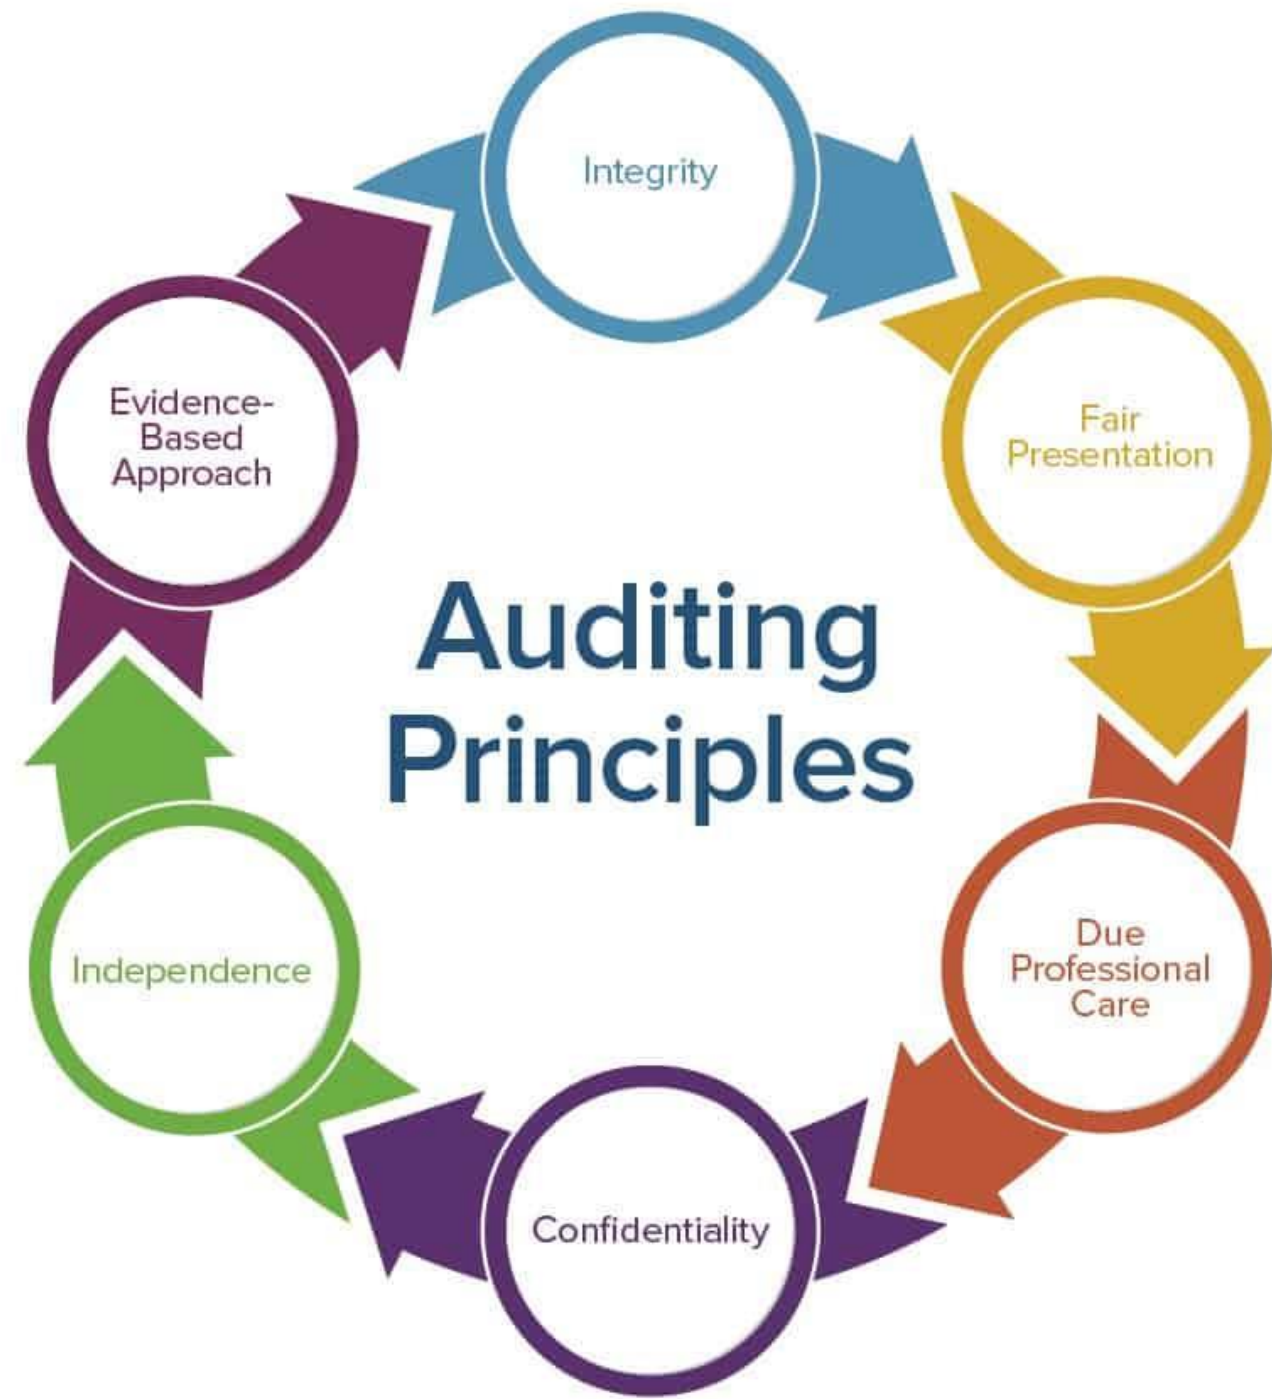 Integrity
Fair
Presentation
Due
Professional
Care
Confidentiality
Independence
Evidence-
Based
Approach
Auditing
Principles